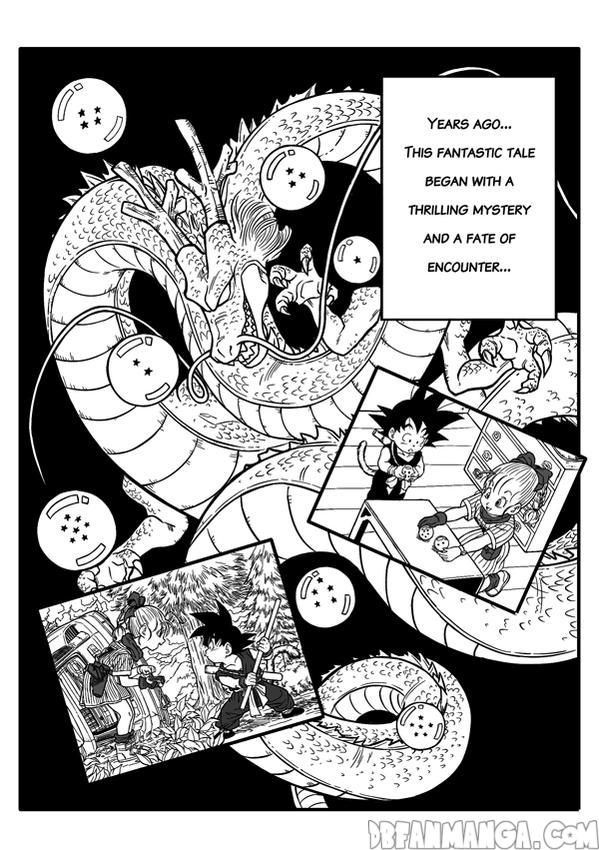 YEARS AGO...
THIS FANTASTIC TALE
BEGAN WITH A
THRILLING MYSTERY
AND A FATE OF
ENCOUNTER...
DBFANMANGA.COM